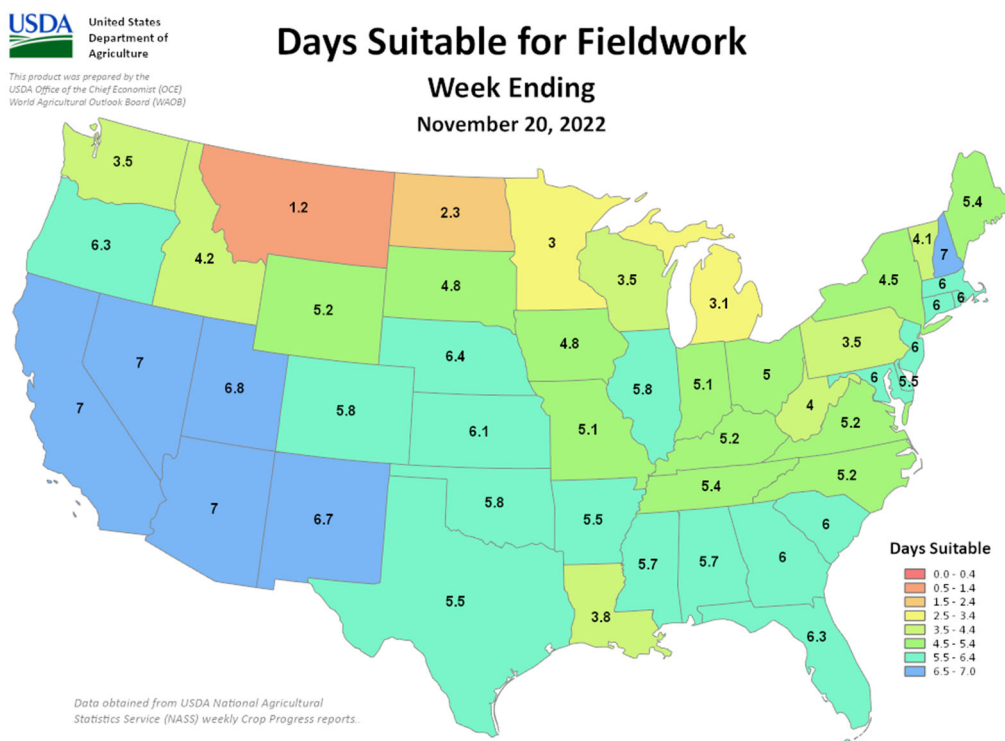 USDA
United States
Department of
Agriculture
This product was prepared by the
USDA Office of the Chief Economist (OCE)
World Agricultural Outlook Board (WAOB)
Days Suitable for Fieldwork
Week Ending
November 20, 2022
3.5
1.2
2.3
3
3.5
3.1
4.1
7
5.4
6.3
4.2
5.2
4.8
4.5
6
6
6
7
7
6.8
5.8
6.4
4.8
5.8
5.1
5
3.5
6
6
5.5
4
5.2
6.1
5.1
5.2
5.4
5.2
7
6.7
5.8
5.5
5.7
5.7
6
6
5.5
3.8
6.3
Days Suitable
0.0 - 0.4
0.5 - 1.4
1.5 - 2.4
2.5 - 3.4
3.5 - 4.4
4.5 - 5.4
5.5 - 6.4
6.5 - 7.0
Data obtained from USDA National Agricultural
Statistics Service (NASS) weekly Crop Progress reports..